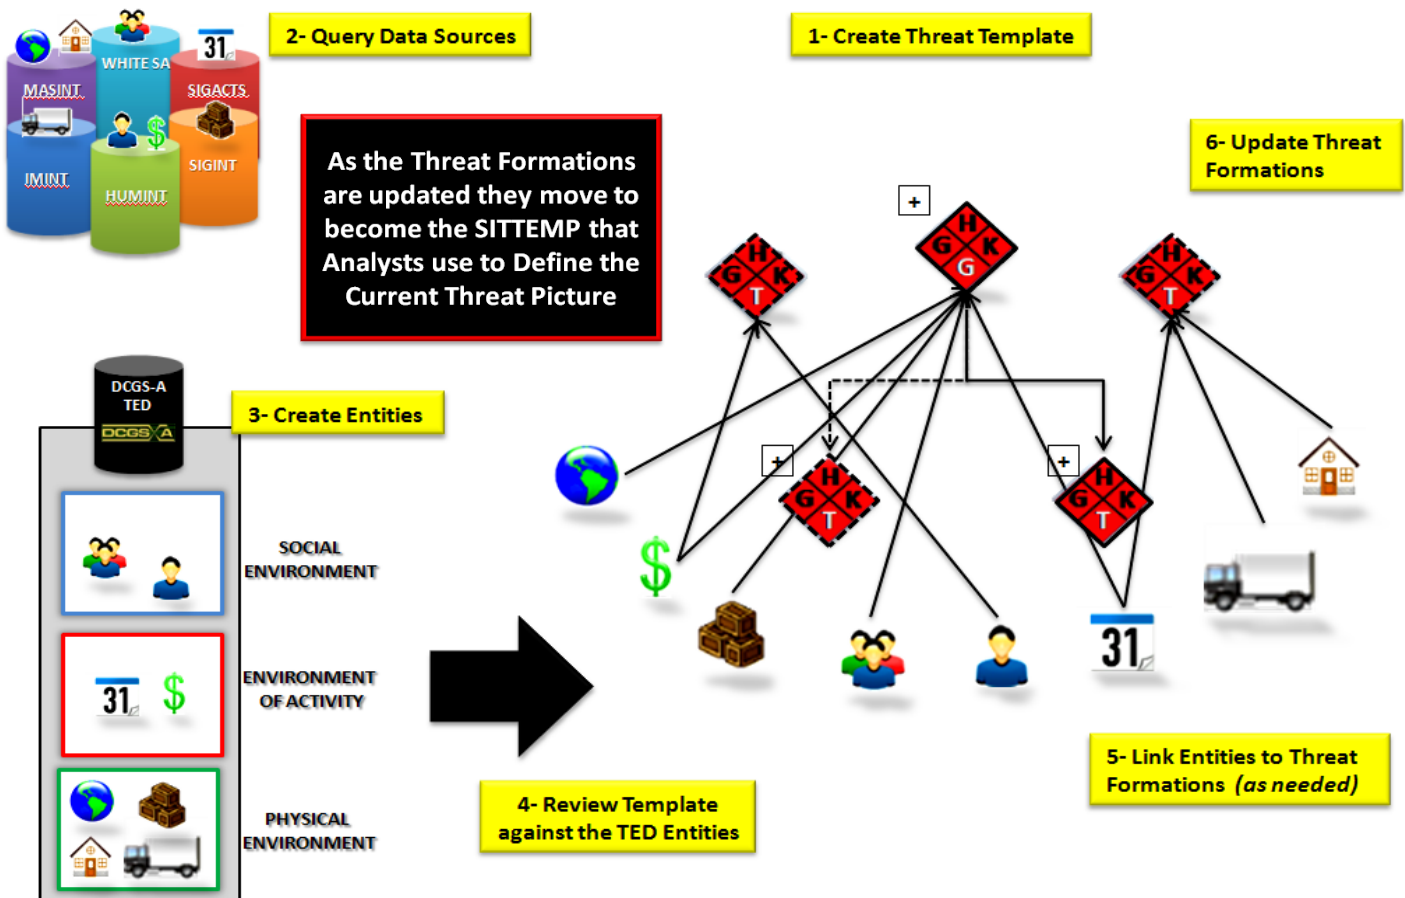 2- Query Data Sources
1- Create Threat Template
31
WHITE SA
MASINT
SIGACTS
IMINT
HUMINT
SIGINT
As the Threat Formations
are updated they move to
become the SITTEMP that
Analysts use to Define the
Current Threat Picture
6- Update Threat
Formations
+
H
G K
G
H
G K
T
H
G K
T
DCGS-A
TED
DCGS A
3- Create Entities
+
H
G K
T
+
H
G K
T
$
$
SOCIAL
ENVIRONMENT
31
31 $
ENVIRONMENT
OF ACTIVITY
5- Link Entities to Threat
Formations (as needed)
4- Review Template
against the TED Entities
PHYSICAL
ENVIRONMENT